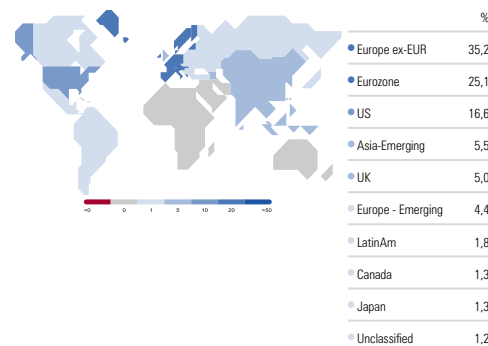 %
Europe ex-EUR 35,2
Eurozone 25,1
US 16,6
Asia-Emerging 5,5
UK 5,0
Europe - Emerging 4,4
LatinAm 1,8
Canada 1,3
Japan 1,3
Unclassified 1,2
<0 0 1 5 10 20 >50